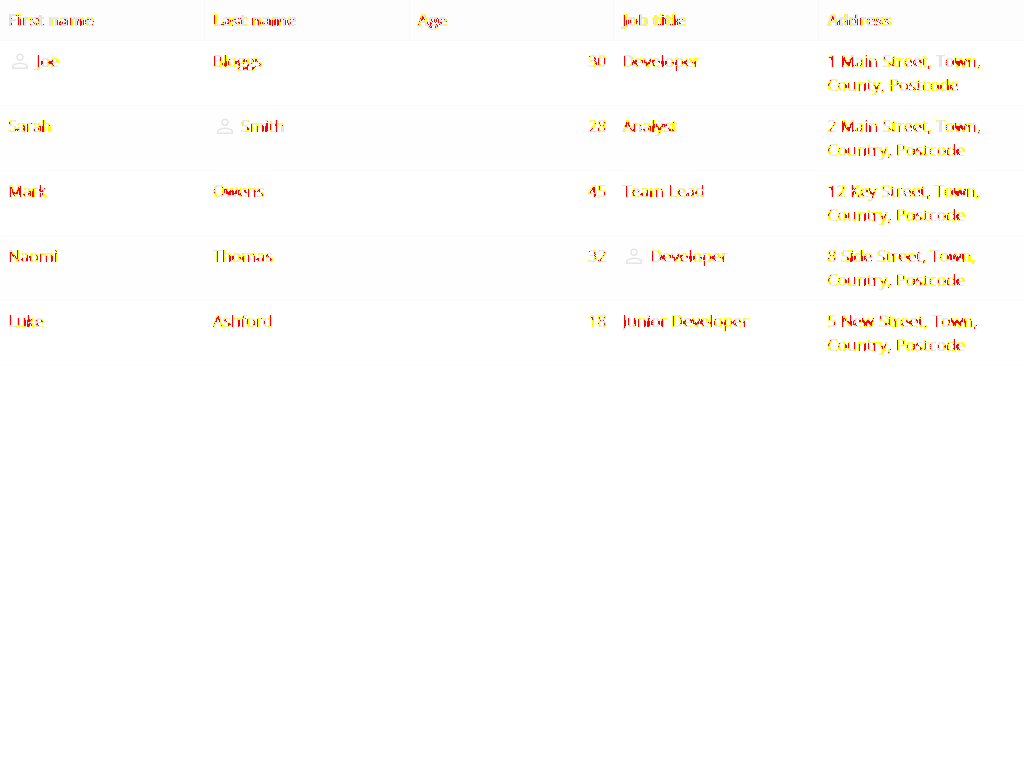 First name Last name Age Job title Address
Joe Bloggs 30 Developer 1 Main Street, Town,
County, Postcode
Sarah Smith 28 Analyst 2 Main Street, Town,
Country, Postcode
Mark Owens 45 Team Lead 12 Key Street, Town,
Country, Postcode
Naomi Thomas 32 Developer 8 Side Street, Town,
Country, Postcode
Luke Ashford 18 Junior Developer 5 New Street, Town,
Country, Postcode